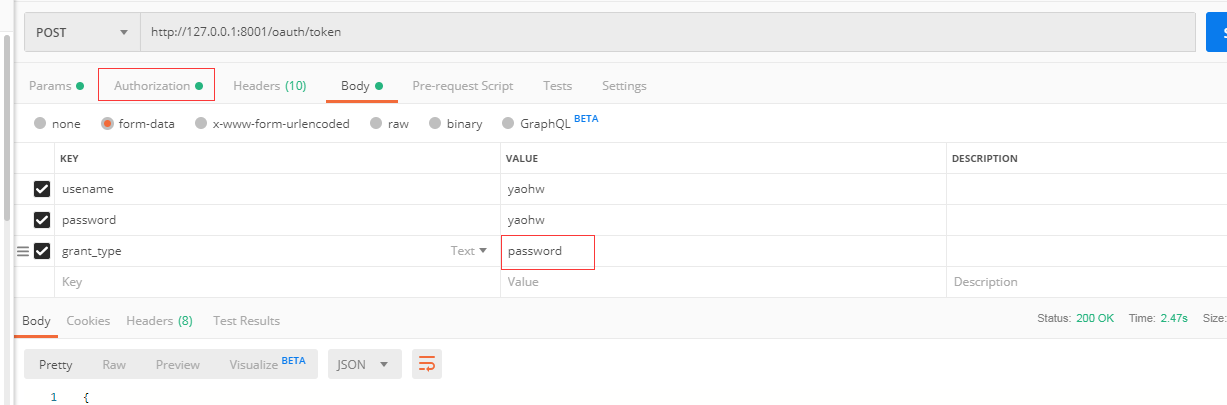 POST http://127.0.0.1:8001/oauth/token S
Params Authorization Headers (10) Body Pre-request Script Tests Settings
none form-data x-www-form-urlencoded raw binary GraphQL BETA
KEY VALUE DESCRIPTION
usename yaohw
password yaohw
grant_type Text password
Key Value Description
Body Cookies Headers (8) Test Results Status: 200 OK Time: 2.47s Size:
Pretty Raw Preview Visualize BETA JSON
1 {